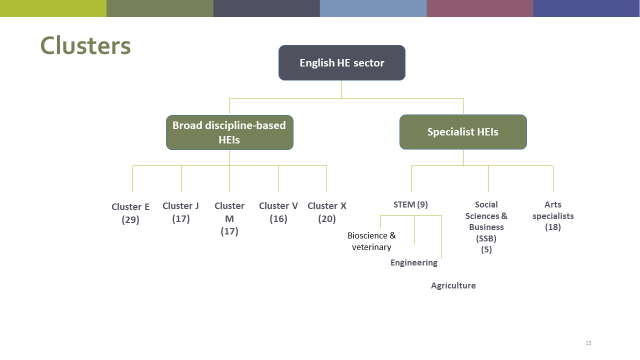 Clusters
English HE sector
Broad discipline-based
HEIs
Specialist HEIs
Cluster E
(29)
Cluster J
(17)
Cluster
M
(17)
Cluster V
(16)
Cluster X
(20)
STEM (9)
Bioscience &
veterinary
Engineering
Agriculture
Social
Sciences &
Business
(SSB)
(5)
Arts
specialists
(18)
13